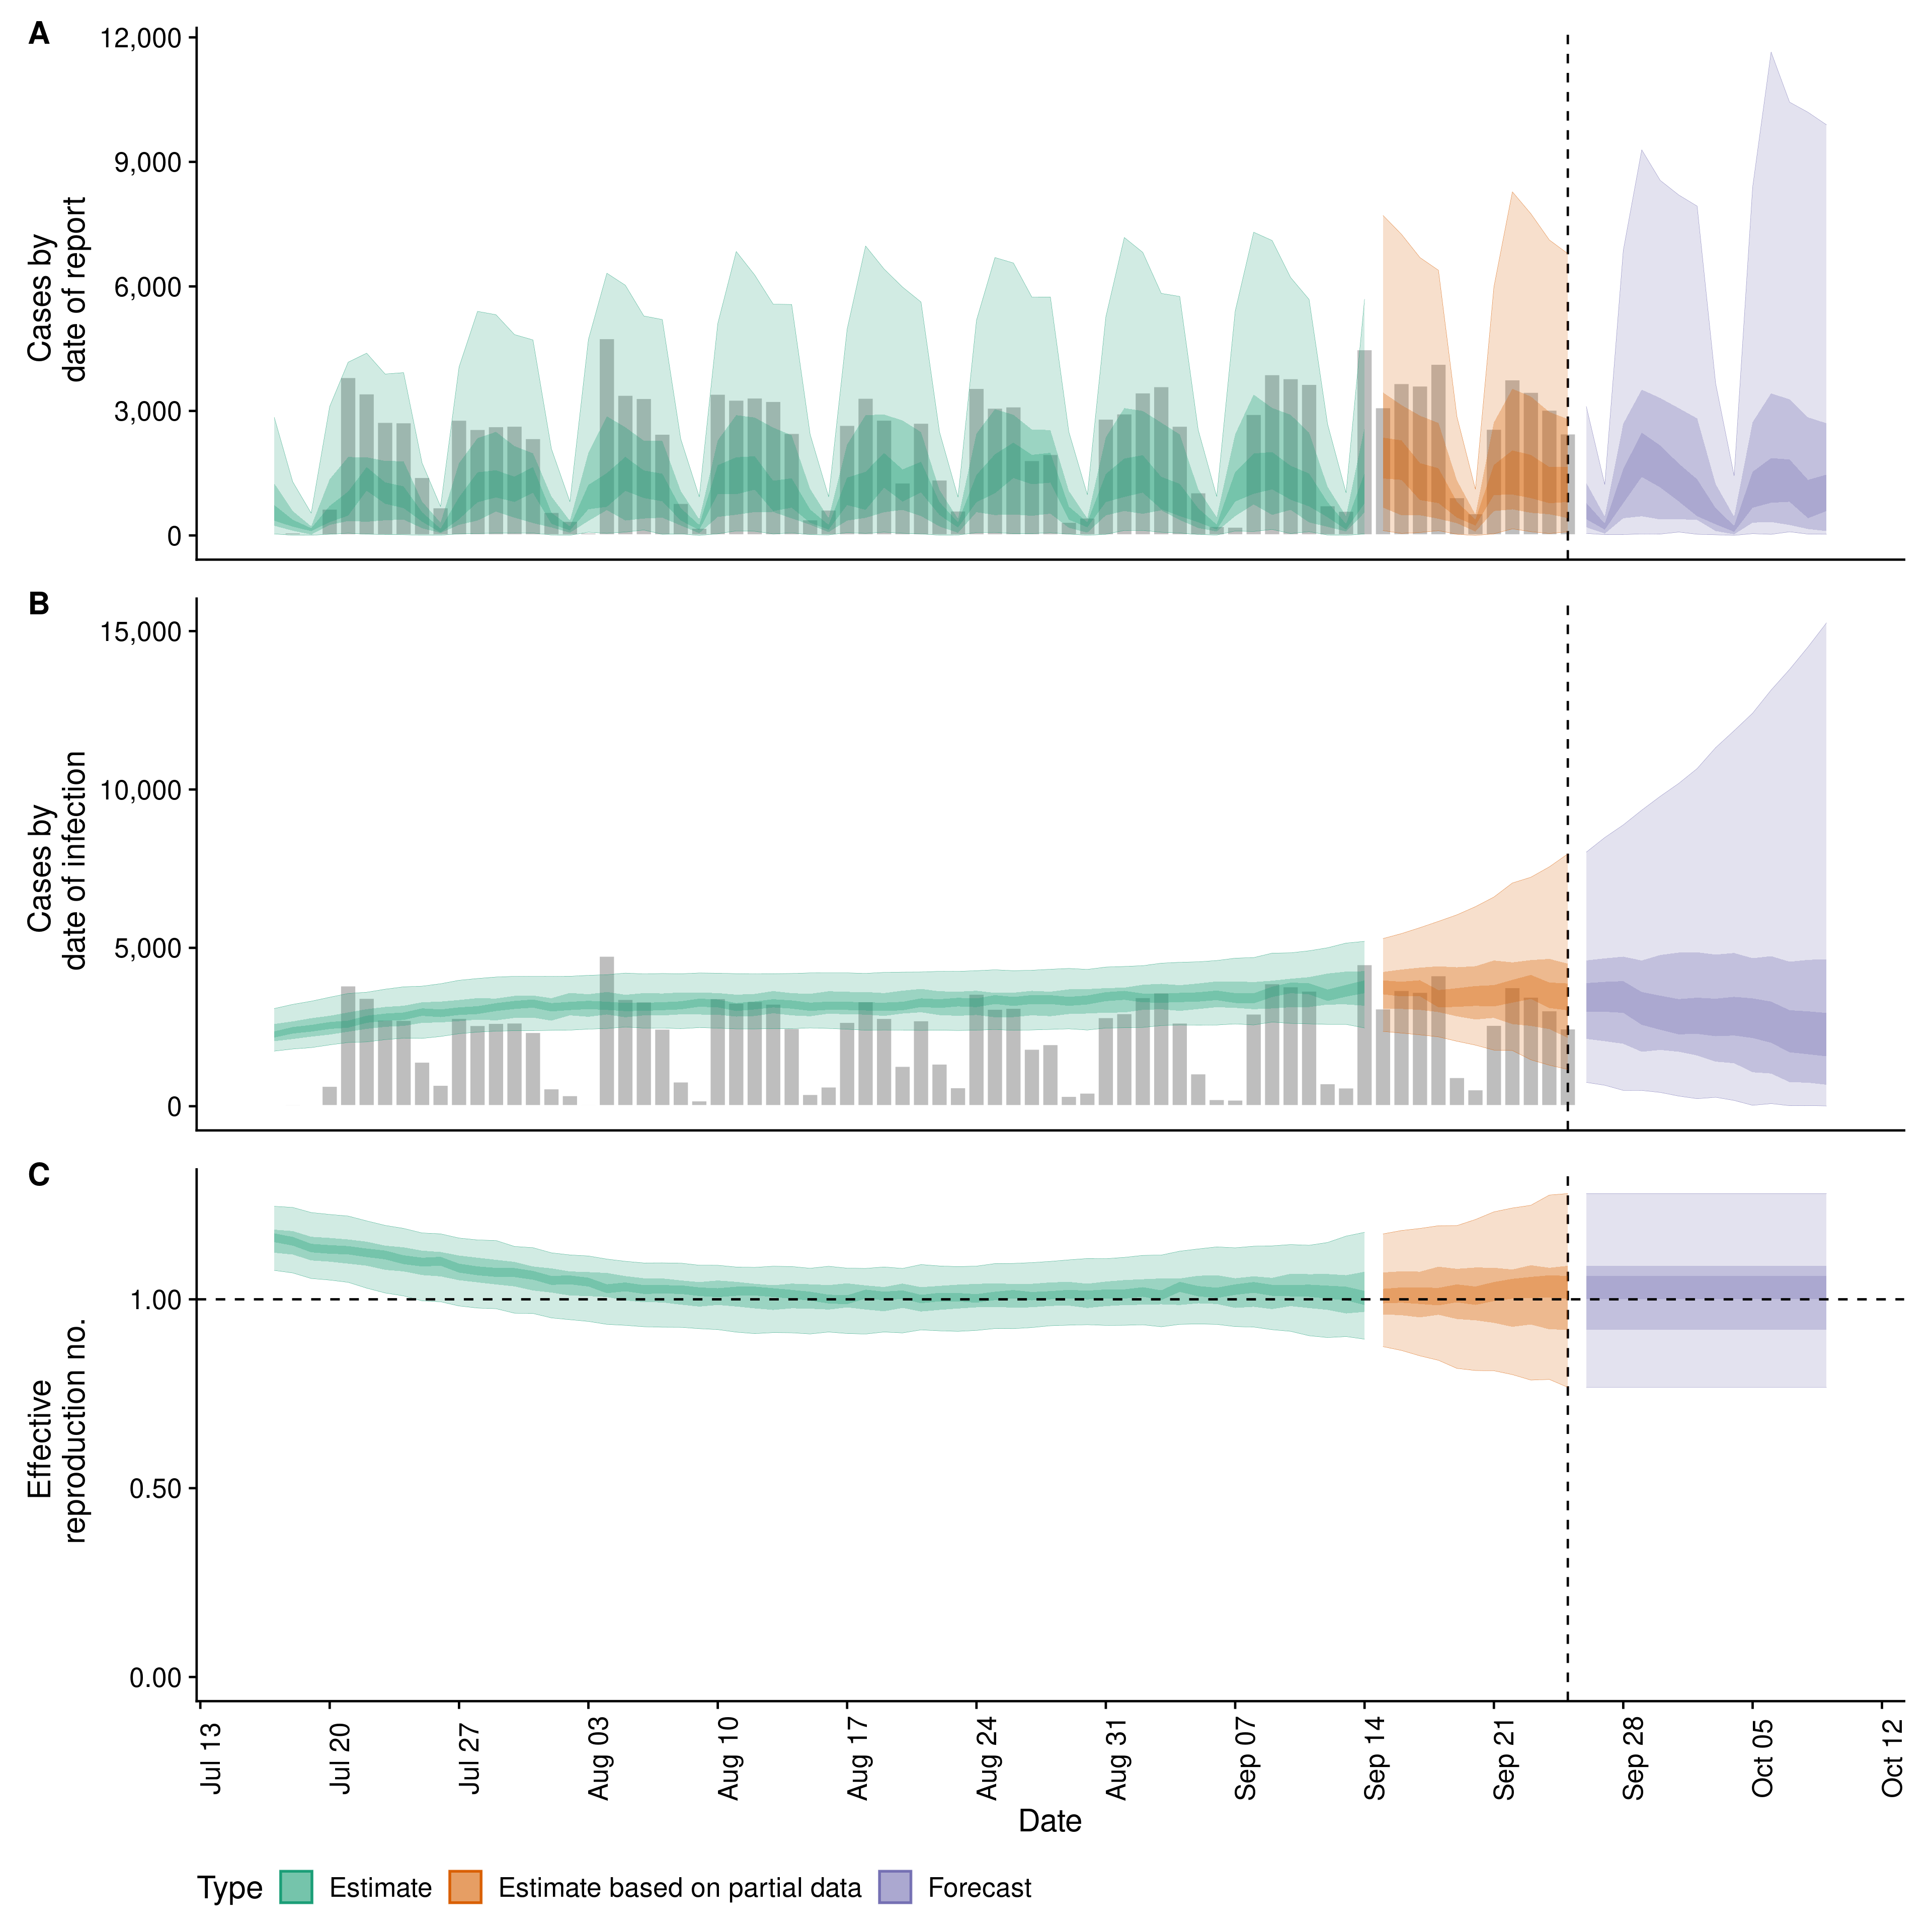 A
12,000
9,000
6,000
3,000
0
Cases by
date of report
B
15,000
10,000
5,000
0
Cases by
date of infection
C
1.00
0.50
0.00
Effective
reproduction no.
Jul 13
Jul 20
Jul 27
Aug 03
Aug 10
Aug 17
Aug 24
Aug 31
Sep 07
Sep 14
Sep 21
Sep 28
Oct 05
Oct 12
Date
Type Estimate Estimate based on partial data Forecast